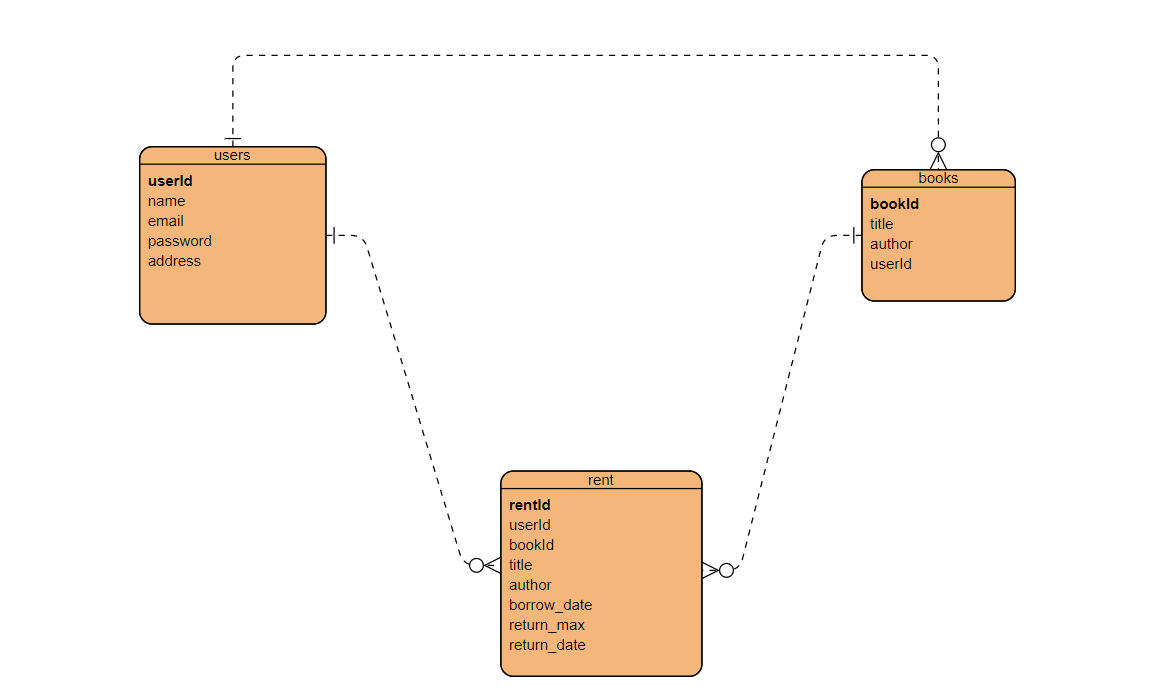 users
userId
name
email
password
address
books
bookId
title
author
userId
rent
rentId
userId
bookId
title
author
borrow_date
return_max
return_date